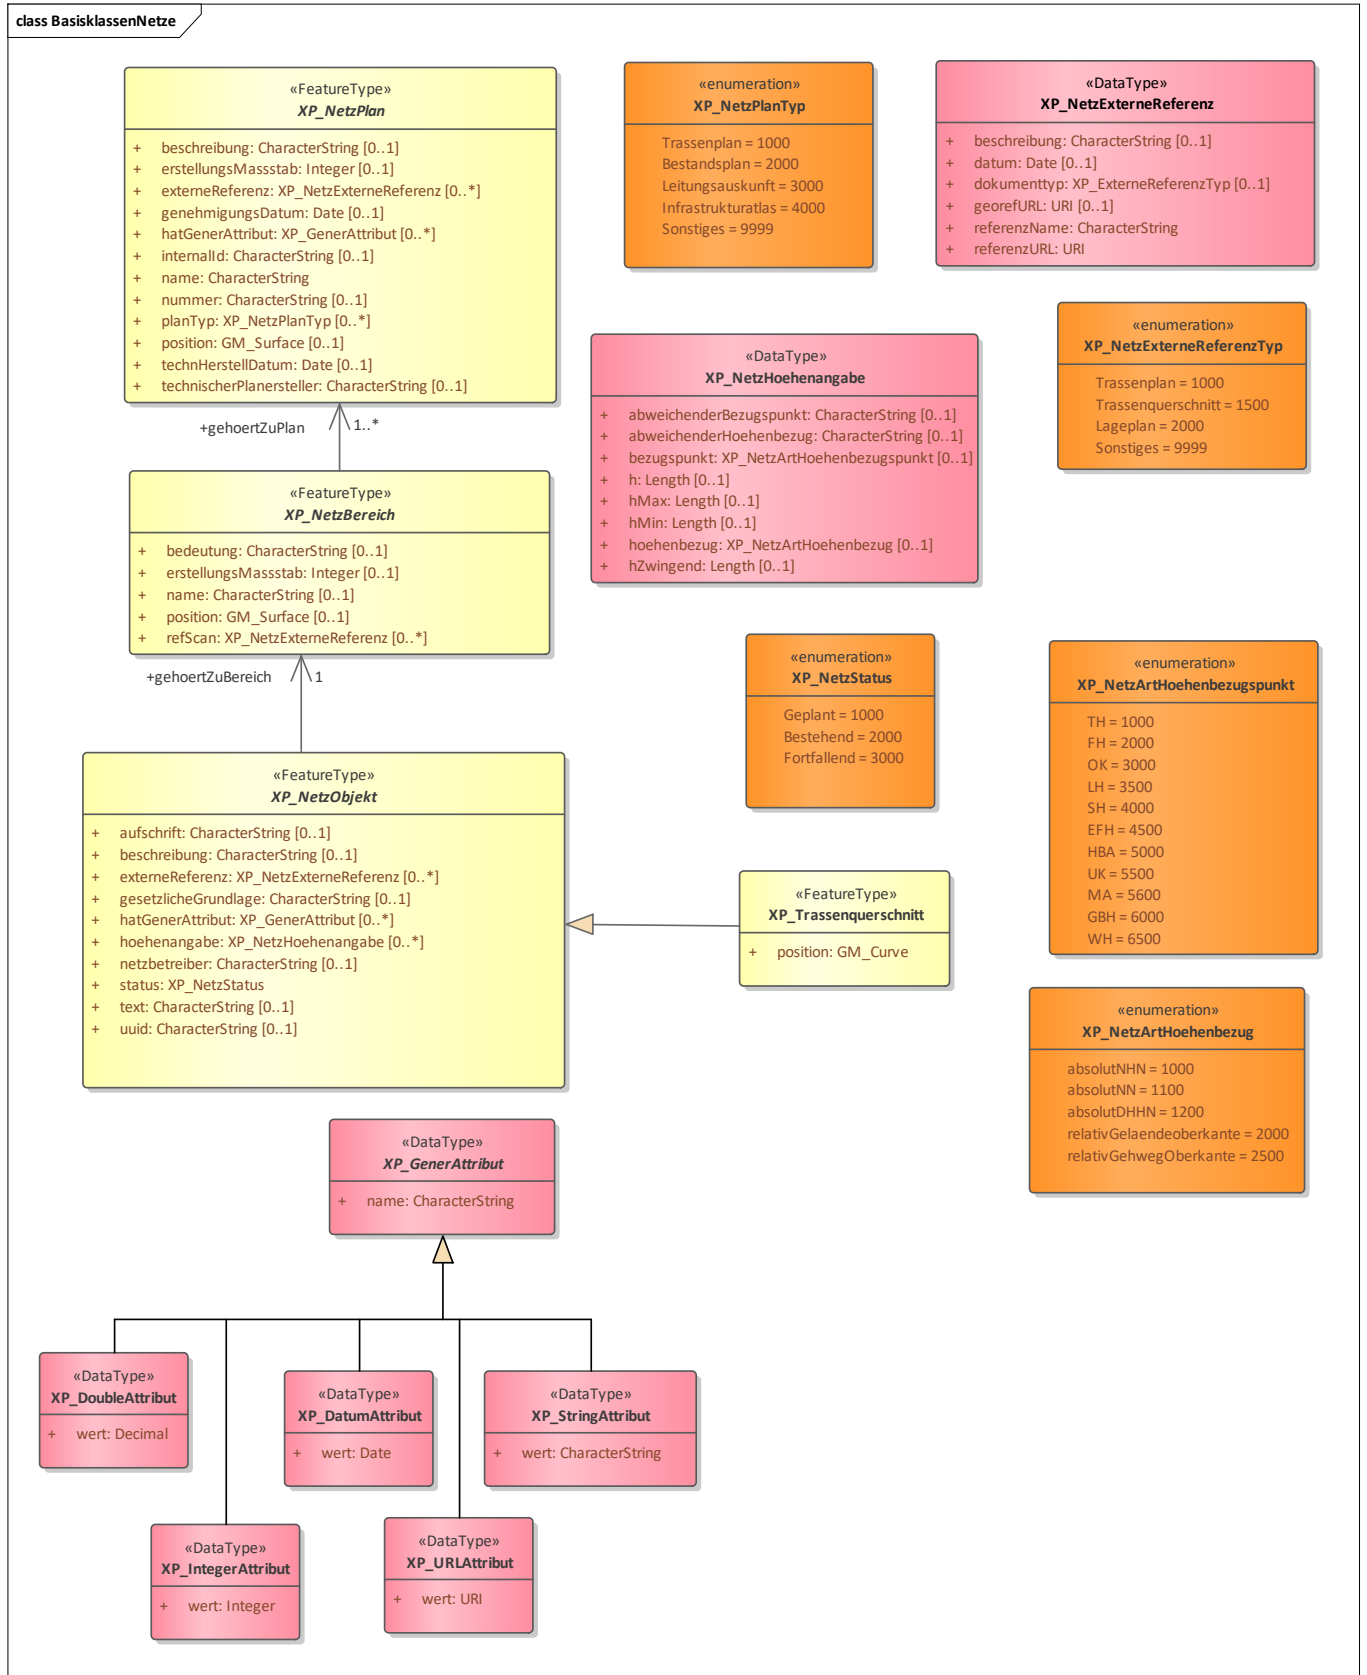 class BasisklassenNetze
«FeatureType»
XP_NetzPlan
+ beschreibung: CharacterString [0..1]
+ erstellungsMassstab: Integer [0..1]
+ externeReferenz: XP_NetzExterneReferenz [0..*]
+ genehmigungsDatum: Date [0..1]
+ hatGenerAttribut: XP_GenerAttribut [0..*]
+ internalId: CharacterString [0..1]
+ name: CharacterString
+ nummer: CharacterString [0..1]
+ planTyp: XP_NetzPlanTyp [0..*]
+ position: GM_Surface [0..1]
+ technHerstellDatum: Date [0..1]
+ technischerPlanersteller: CharacterString [0..1]
«enumeration»
XP_NetzPlanTyp
Trassenplan = 1000
Bestandsplan = 2000
Leitungsauskunft = 3000
Infrastrukturatlas = 4000
Sonstiges = 9999
«DataType»
XP_NetzExterneReferenz
+ beschreibung: CharacterString [0..1]
+ datum: Date [0..1]
+ dokumenttyp: XP_ExterneReferenzTyp [0..1]
+ georefURL: URI [0..1]
+ referenzName: CharacterString
+ referenzURL: URI
«enumeration»
XP_NetzExterneReferenzTyp
Trassenplan = 1000
Trassenquerschnitt = 1500
Lageplan = 2000
Sonstiges = 9999
«DataType»
XP_NetzHoehenangabe
+ abweichenderBezugspunkt: CharacterString [0..1]
+ abweichenderHoehenbezug: CharacterString [0..1]
+ bezugspunkt: XP_NetzArtHoehenbezugspunkt [0..1]
+ h: Length [0..1]
+ hMax: Length [0..1]
+ hMin: Length [0..1]
+ hoehenbezug: XP_NetzArtHoehenbezug [0..1]
+ hZwingend: Length [0..1]
+gehoertZuPlan 1..*
«FeatureType»
XP_NetzBereich
+ bedeutung: CharacterString [0..1]
+ erstellungsMassstab: Integer [0..1]
+ name: CharacterString [0..1]
+ position: GM_Surface [0..1]
+ refScan: XP_NetzExterneReferenz [0..*]
+gehoertZuBereich 1
«enumeration»
XP_NetzStatus
Geplant = 1000
Bestehend = 2000
Fortfallend = 3000
«enumeration»
XP_NetzArtHoehenbezugspunkt
TH = 1000
FH = 2000
OK = 3000
LH = 3500
SH = 4000
EFH = 4500
HBA = 5000
UK = 5500
MA = 5600
GBH = 6000
WH = 6500
«FeatureType»
XP_NetzObjekt
+ aufschrift: CharacterString [0..1]
+ beschreibung: CharacterString [0..1]
+ externeReferenz: XP_NetzExterneReferenz [0..*]
+ gesetzlicheGrundlage: CharacterString [0..1]
+ hatGenerAttribut: XP_GenerAttribut [0..*]
+ hoehenangabe: XP_NetzHoehenangabe [0..*]
+ netzbetreiber: CharacterString [0..1]
+ status: XP_NetzStatus
+ text: CharacterString [0..1]
+ uuid: CharacterString [0..1]
«FeatureType»
XP_Trassenquerschnitt
+ position: GM_Curve
«enumeration»
XP_NetzArtHoehenbezug
absolutNHN = 1000
absolutNN = 1100
absolutDHHN = 1200
relativGelaendeoberkante = 2000
relativGehwegOberkante = 2500
«DataType»
XP_GenerAttribut
+ name: CharacterString
«DataType»
XP_DoubleAttribut
+ wert: Decimal
«DataType»
XP_DatumAttribut
+ wert: Date
«DataType»
XP_StringAttribut
+ wert: CharacterString
«DataType»
XP_IntegerAttribut
+ wert: Integer
«DataType»
XP_URLAttribut
+ wert: URI